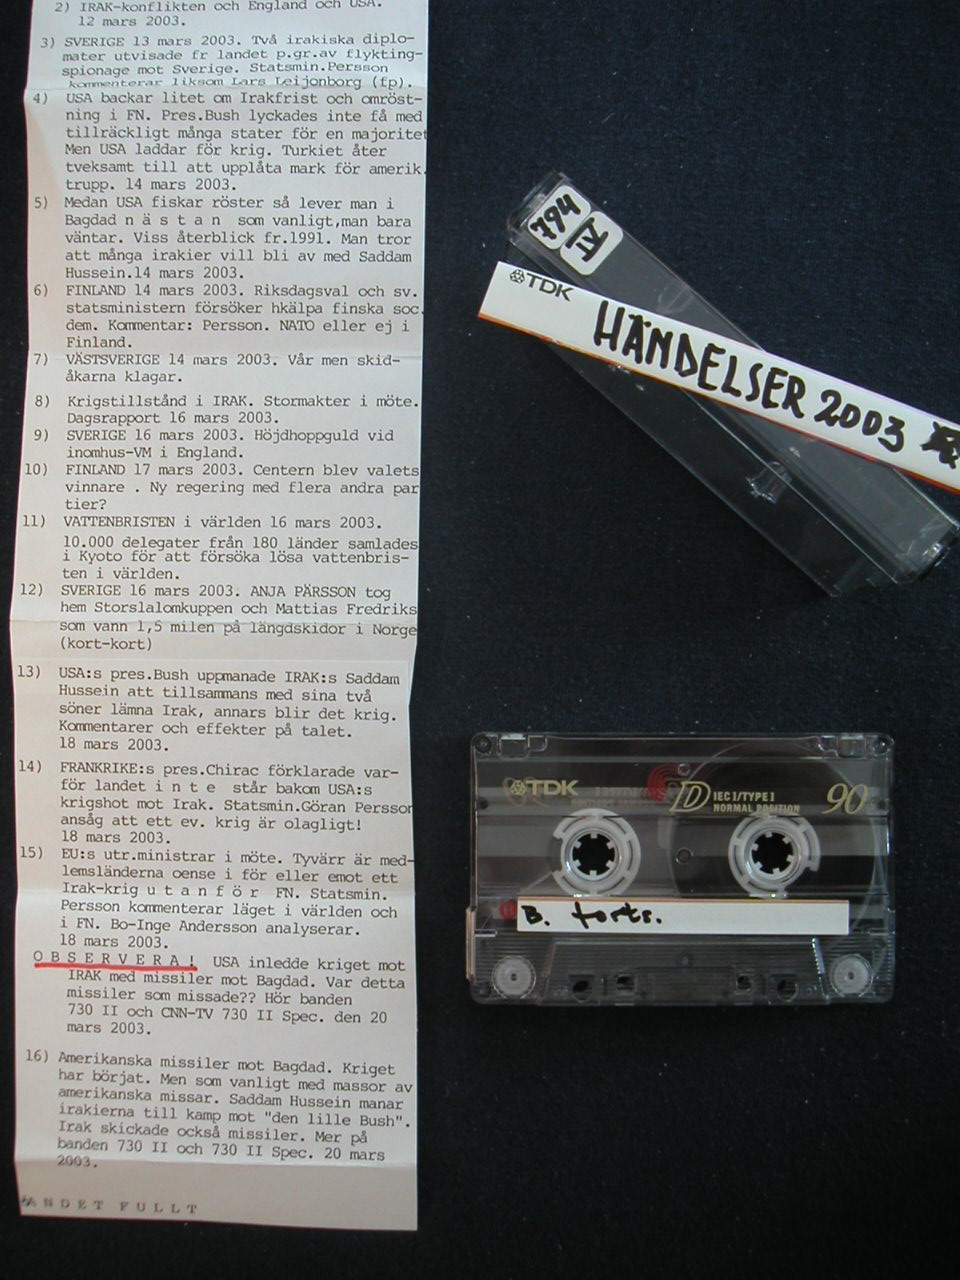 2) IRAK-konflikten och England och USA.
12 mars 2003.
3) SVERIGE 13 mars 2003. Två irakiska diplo-
mater utvisade fr landet p.gr.av flykting-
spionage mot Sverige. Statsmin.Persson
kommenterar liksom Lars Leijonborg (fp).
4) USA backar litet om Irakfrist och omröst-
ning i FN. Pres.Bush lyckades inte få med
tillräckligt många stater för en majoritet
Men USA laddar för krig. Turkiet åter
tveksamt till att upplåta mark för amerik.
trupp. 14 mars 2003.
5) Medan USA fiskar röster så lever man i
Bagdad n ä s t a n som vanligt,man bara
väntar. Viss återblick fr.1991. Man tror
att många irakier vill bli av med Saddam
Hussein.14 mars 2003.
6) FINLAND 14 mars 2003. Riksdagsval och sv.
statsministern försöker hkälpa finska soc.
dem. Kommentar: Persson. NATO eller ej i
Finland.
7) VÄSTSVERIGE 14 mars 2003. Vår men skid-
åkarna klagar.
8) Krigstillstånd i IRAK. Stormakter i möte.
Dagsrapport 16 mars 2003.
9) SVERIGE 16 mars 2003. Höjdhoppguld vid
inomhus-VM i England.
10) FINLAND 17 mars 2003. Centern blev valets
vinnare . Ny regering med flera andra par
tier?
11) VATTENBRISTEN i världen 16 mars 2003.
10.000 delegater från 180 länder samlades
i Kyoto för att försöka lösa vattenbris-
ten i världen.
12) SVERIGE 16 mars 2003. ANJA PÄRSSON tog
hem Storslalomkuppen och Mattias Fredriks
som vann 1,5 milen på längdskidor i Norge
(kort-kort)
13) USA:s pres.Bush uppmanade IRAK:s Saddam
Hussein att tillsammans med sina två
söner lämna Irak, annars blir det krig.
Kommentarer och effekter på talet.
18 mars 2003.
14) FRANKRIKE:s pres.Chirac förklarade var-
för landet i n t e står bakom USA:s
krigshot mot Irak. Statsmin.Göran Persson
ansåg att ett ev. krig är olagligt!
18 mars 2003.
15) EU:s utr.ministrar i möte. Tyvärr är med-
lemsländerna oense i för eller emot ett
Irak-krig u t a n f ö r FN. Statsmin.
Persson kommenterar läget i världen och
i FN. Bo-Inge Andersson analyserar.
18 mars 2003.
O B S E R V E R A ! USA inledde kriget mot
IRAK med missiler mot Bagdad. Var detta
missiler som missade?? Hör banden
730 II och CNN-TV 730 II Spec. den 20
mars 2003.
16) Amerikanska missiler mot Bagdad. Kriget
har börjat. Men som vanligt med massor av
amerikanska missar. Saddam Hussein manar
irakierna till kamp mot "den lille Bush".
Irak skickade också missiler. Mer på
banden 730 II och 730 II Spec. 20 mars
2003.
A N D E T F U L L T
794
IV
TDK
HÄNDELSER 2003
TDK
D IEC I/TYPE I
NORMAL POSITION
90
B. forts.